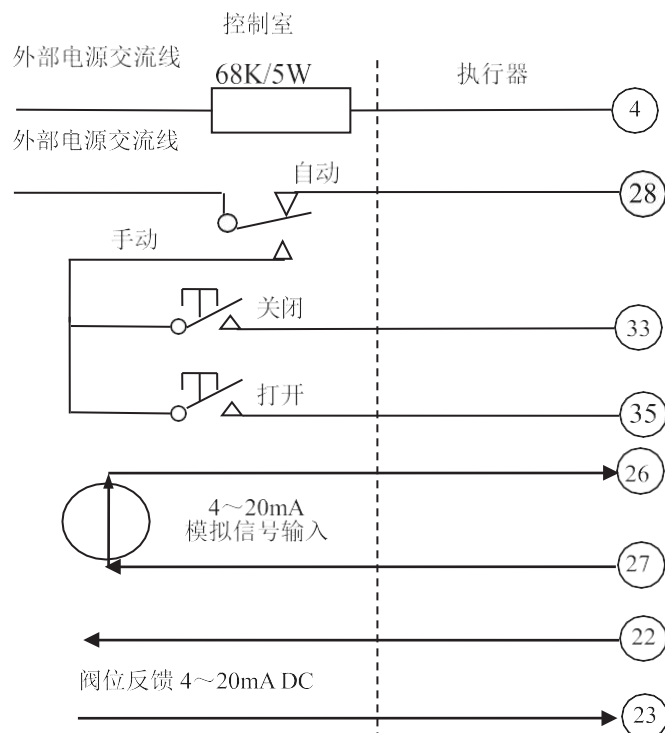 控制室
外部电源交流线
68K/5W
执行器
4
外部电源交流线
自动
28
手动
关闭
33
打开
35
26
4～20mA
模拟信号输入
27
22
阀位反馈 4～20mA DC
23